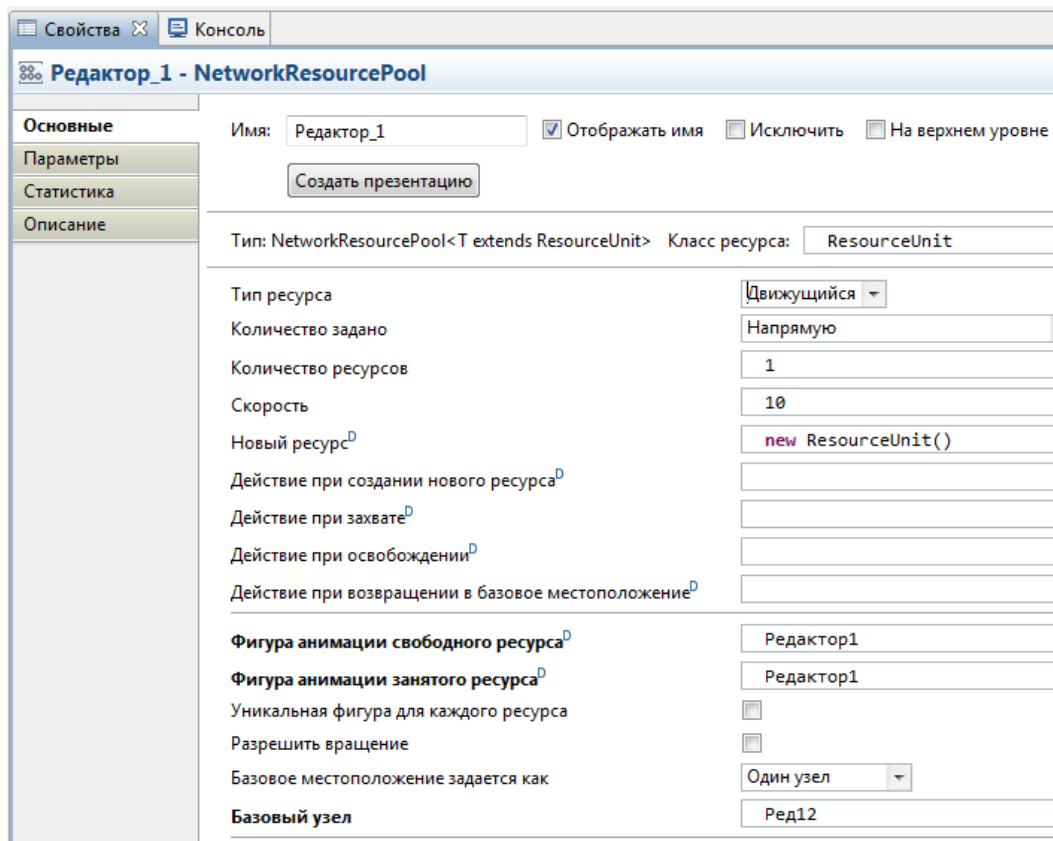 Свойства Консоль
Редактор_1 - NetworkResourcePool
Основные
Параметры
Статистика
Описание
Имя: Редактор_1 Отображать имя Исключить На верхнем уровне
Создать презентацию
Тип: NetworkResourcePool<T extends ResourceUnit> Класс ресурса: ResourceUnit
Тип ресурса Движущийся
Количество задано Напрямую
Количество ресурсов 1
Скорость 10
Новый ресурсD new ResourceUnit()
Действие при создании нового ресурсаD
Действие при захватеD
Действие при освобожденииD
Действие при возвращении в базовое местоположениеD
Фигура анимации свободного ресурсаD Редактор1
Фигура анимации занятого ресурсаD Редактор1
Уникальная фигура для каждого ресурса
Разрешить вращение
Базовое местоположение задается как Один узел
Базовый узел Ред12